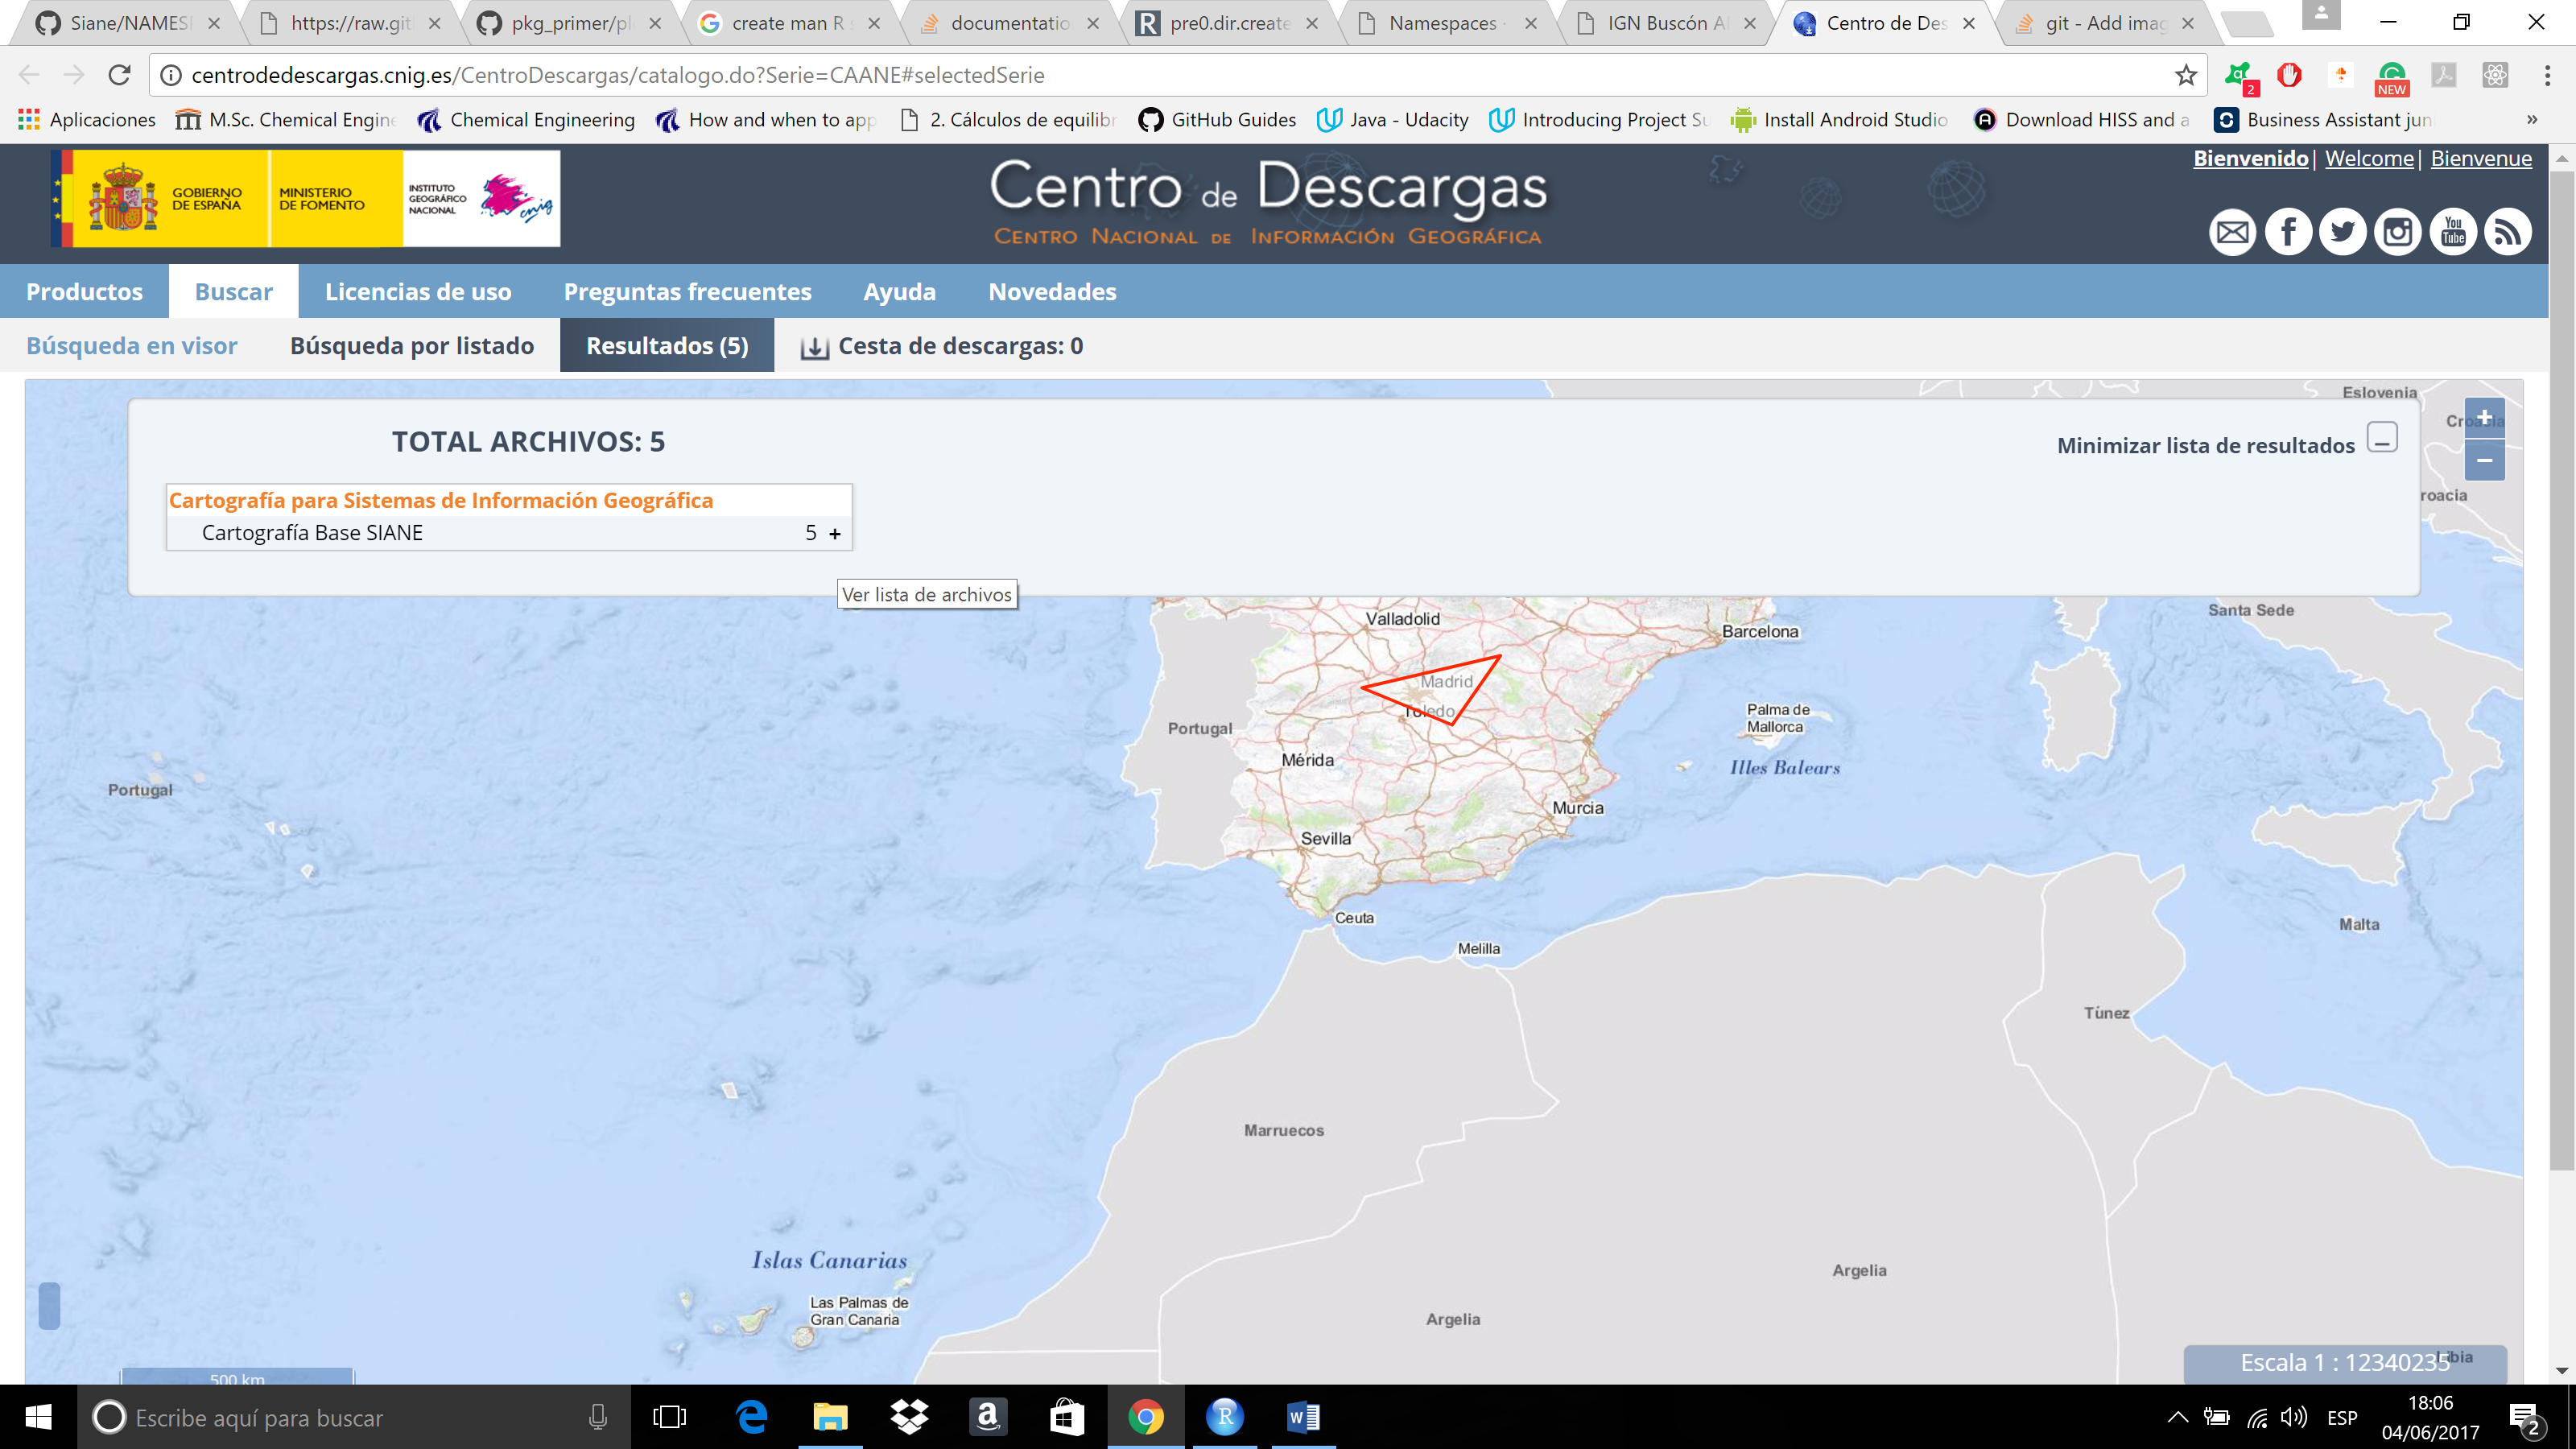 Siane/NAMES
https://raw.git
pkg_primer/pl
create man R s
documentatio
pre0.dir.create
Namespaces ·
IGN Buscón A
Centro de Des
git - Add imag
centrodedescargas.cnig.es/CentroDescargas/catalogo.do?Serie=CAANE#selectedSerie
2
NEW
Aplicaciones
M.Sc. Chemical Engine
Chemical Engineering
How and when to app
2. Cálculos de equilibr
GitHub Guides
Java - Udacity
Introducing Project Su
Install Android Studio
Download HISS and a
Business Assistant jun
»
GOBIERNO
DE ESPAÑA
MINISTERIO
DE FOMENTO
INSTITUTO
GEOGRÁFICO
NACIONAL
cnig
Centro de Descargas
CENTRO NACIONAL DE INFORMACIÓN GEOGRÁFICA
Bienvenido| Welcome| Bienvenue
You
Tube
Productos
Buscar
Licencias de uso
Preguntas frecuentes
Ayuda
Novedades
Búsqueda en visor
Búsqueda por listado
Resultados (5)
Cesta de descargas: 0
TOTAL ARCHIVOS: 5
Minimizar lista de resultados
Cartografía para Sistemas de Información Geográfica
Cartografía Base SIANE 5 +
Ver lista de archivos
+
−
Eslovenia
Croacia
roacia
Santa Sede
Valladolid
Barcelona
Madrid
Toledo
Portugal
Palma de
Mallorca
Mérida
Illes Balears
Portugal
Murcia
Sevilla
Ceuta
Malta
Melilla
Túnez
Marruecos
Islas Canarias
Argelia
Las Palmas de
Gran Canaria
Argelia
Libia
Escala 1 : 12340235
500 km
Escribe aquí para buscar
ESP
18:06
04/06/2017
2